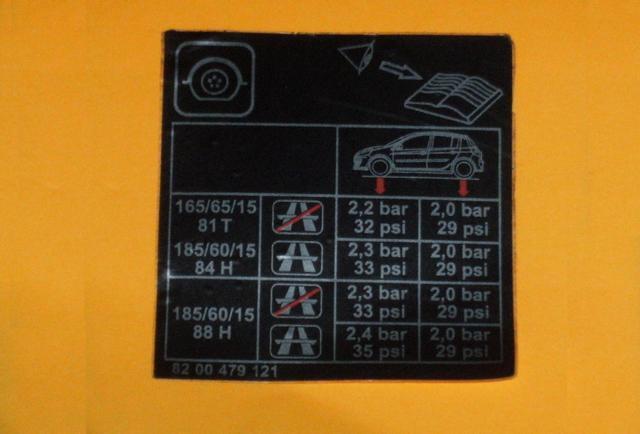 165/65/15
81 T
2,2 bar 2,0 bar
32 psi 29 psi
185/60/15
84 H
2,3 bar 2,0 bar
33 psi 29 psi
185/60/15
88 H
2,3 bar 2,0 bar
33 psi 29 psi
2,4 bar 2,0 bar
35 psi 29 psi
82 00 479 121